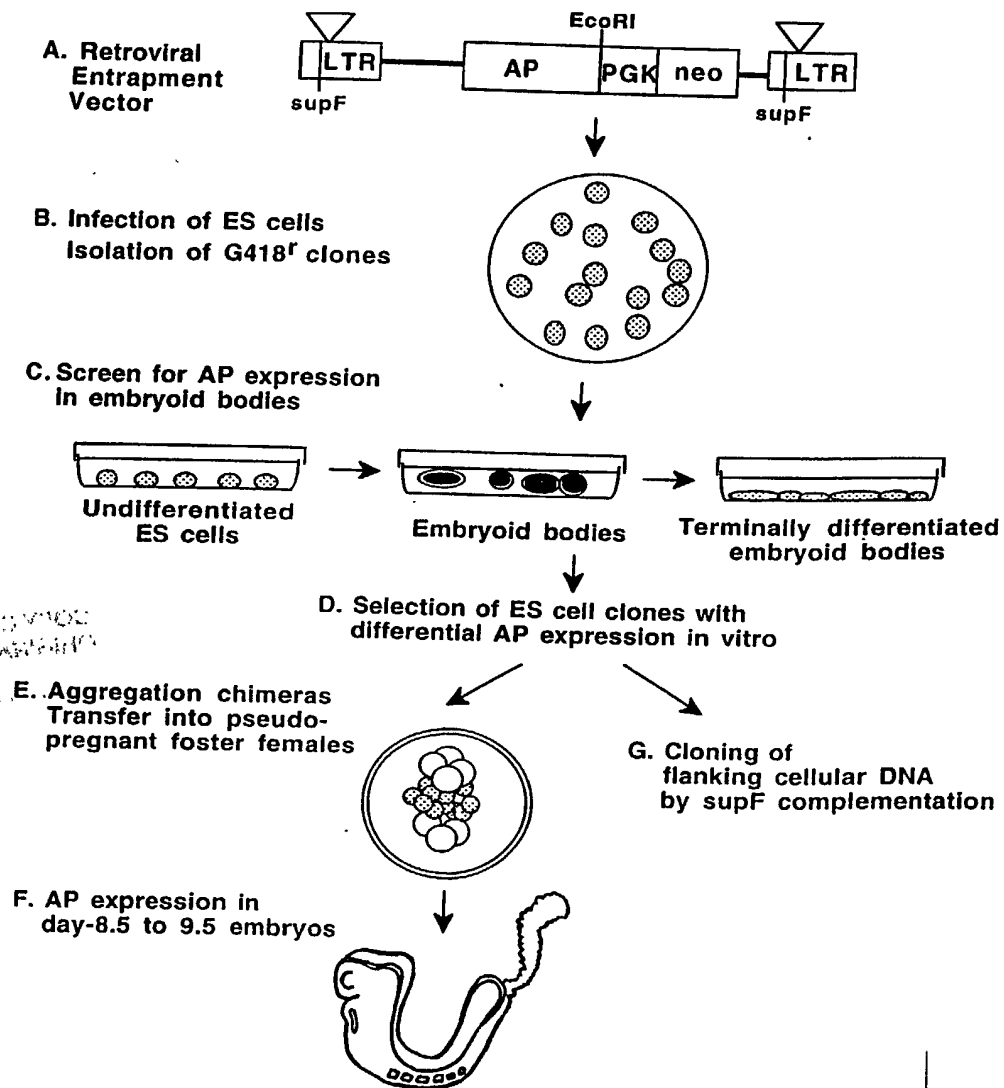 A. Retroviral
Entrapment
Vector
LTR
supF
EcoRI
AP
PGK
neo
LTR
supF
B. Infection of ES cells
Isolation of G418r clones
C. Screen for AP expression
in embryoid bodies
Undifferentiated
ES cells
Embryoid bodies
Terminally differentiated
embryoid bodies
D. Selection of ES cell clones with
differential AP expression in vitro
E. Aggregation chimeras
Transfer into pseudo-
pregnant foster females
G. Cloning of
flanking cellular DNA
by supF complementation
F. AP expression in
day-8.5 to 9.5 embryos